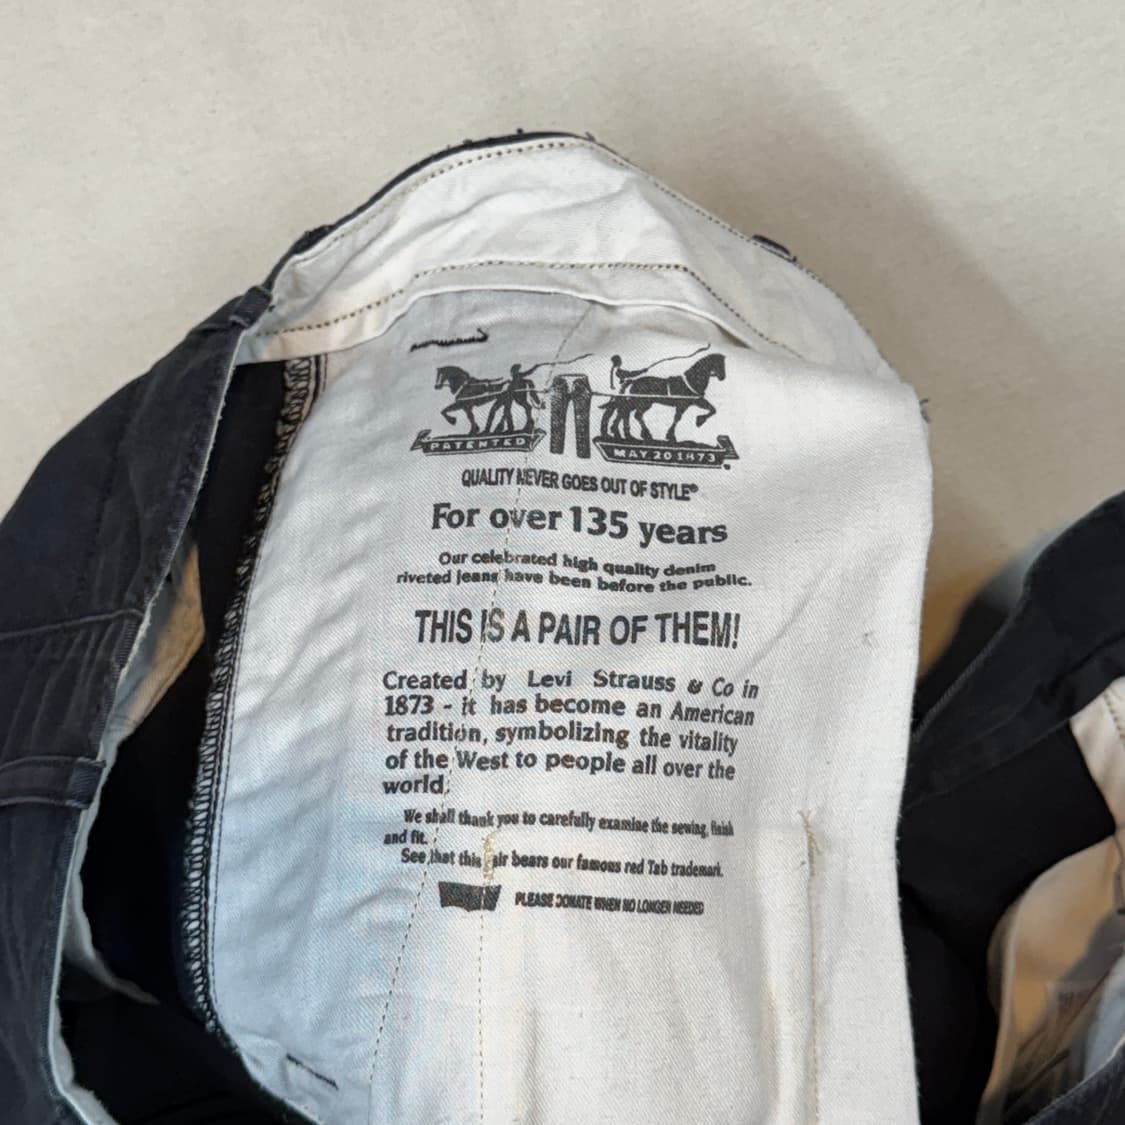 PATENTED
MAY 20 1873
QUALITY NEVER GOES OUT OF STYLE®
For over 135 years
Our celebrated high quality denim
riveted Jeans have been before the public.
THIS IS A PAIR OF THEM!
Created by Levi Strauss & Co in
1873 - it has become an American
tradition, symbolizing the vitality
of the West to people all over the
world.
We shall thank you to carefully examine the sewing, finish
and fit.
See that this pair bears our famous red Tab trademark.
PLEASE DONATE WHEN NO LONGER NEEDED